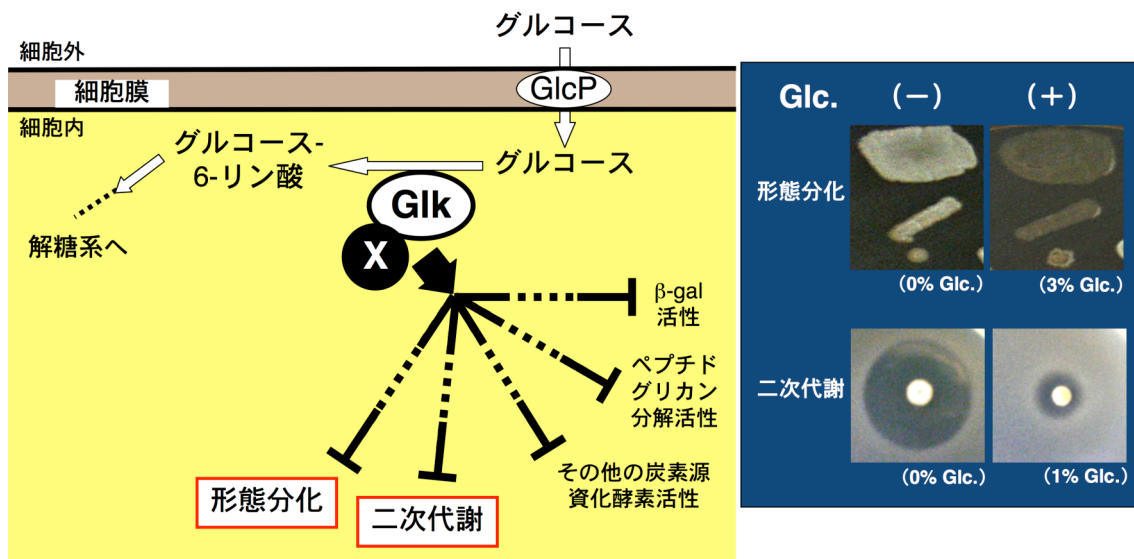 グルコース
細胞外
GlcP
細胞膜
細胞内
グルコース-
6-リン酸
グルコース
Glk
X
解糖系へ
β-gal
活性
ペプチド
グリカン
分解活性
その他の炭素源
資化酵素活性
形態分化
二次代謝
Glc. (−) (+)
形態分化
(0% Glc.) (3% Glc.)
二次代謝
(0% Glc.) (1% Glc.)